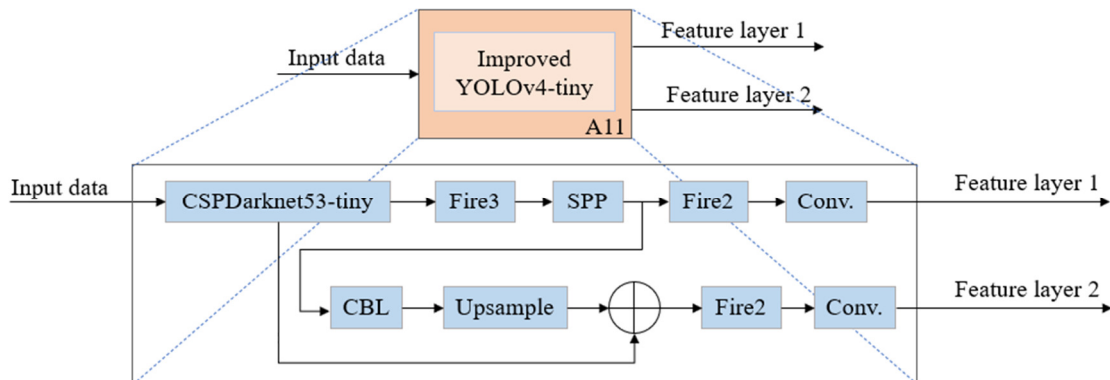 Feature layer 1
Input data
Improved
YOLOv4-tiny
Feature layer 2
A11
Input data
CSPDarknet53-tiny
Fire3
SPP
Fire2
Conv.
Feature layer 1
CBL
Upsample
Fire2
Conv.
Feature layer 2